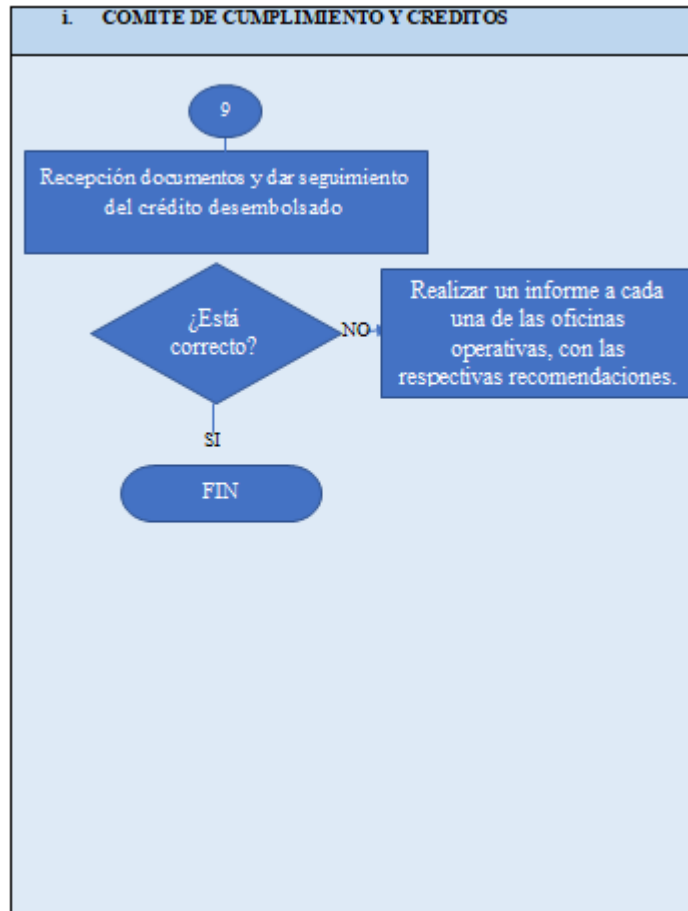 i. COMITE DE CUMPLIMIENTO Y CREDITOS
9
Recepción documentos y dar seguimiento
del crédito desembolsado
¿Está
correcto?
NO
Realizar un informe a cada
una de las oficinas
operativas, con las
respectivas recomendaciones.
SI
FIN